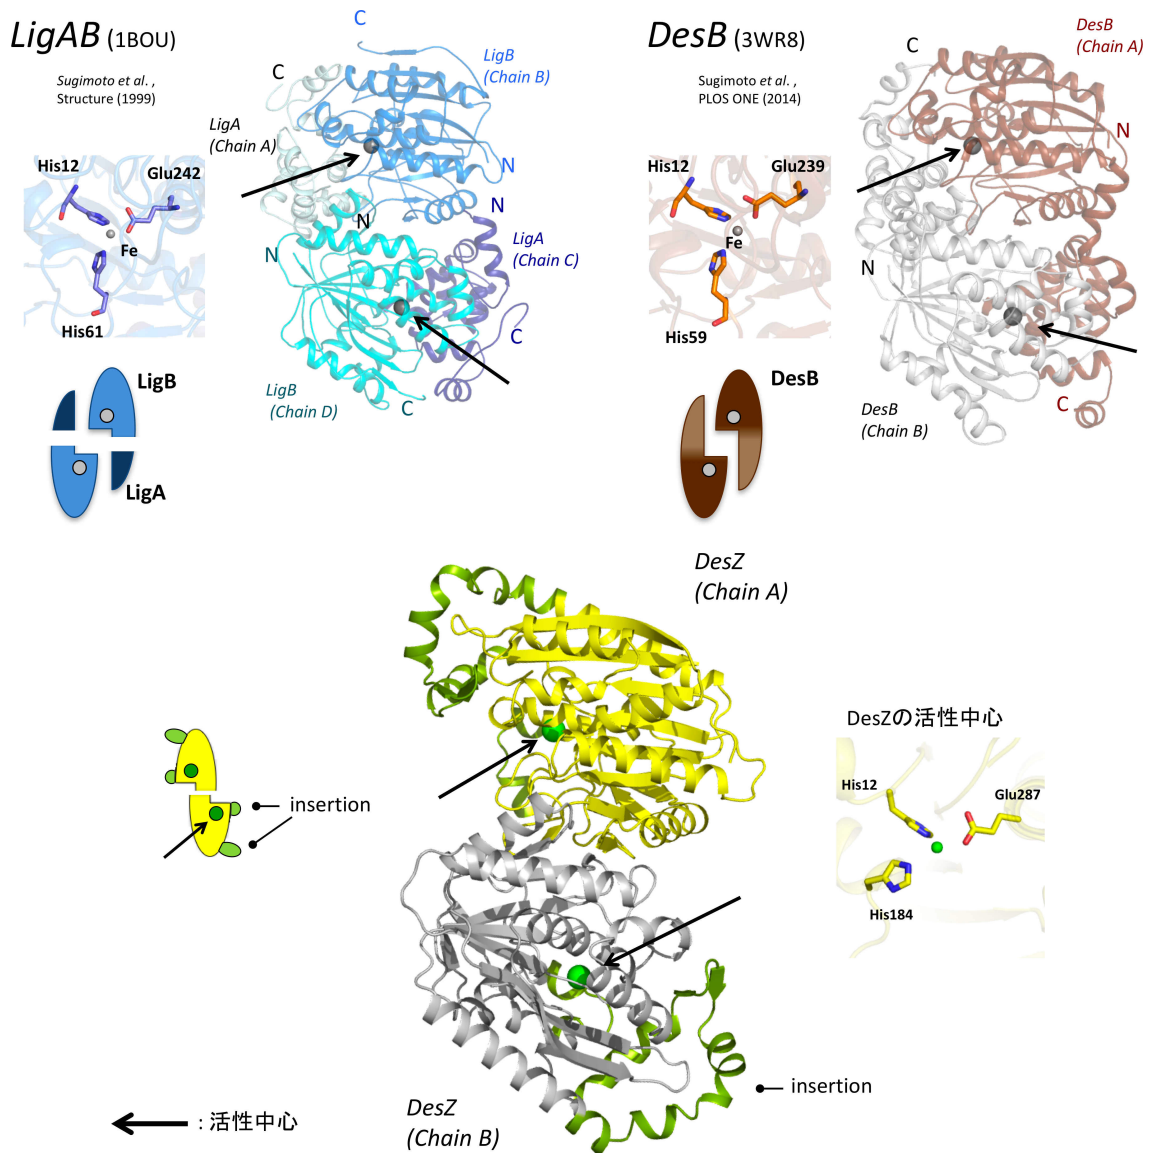 LigAB (1BOU)
Sugimoto et al. ,
Structure (1999)
His12
Glu242
Fe
His61
LigB
LigA
C
LigB
(Chain B)
C
LigA
(Chain A)
N
N
N
LigA
(Chain C)
N
C
LigB
(Chain D)
C
DesB (3WR8)
Sugimoto et al. ,
PLOS ONE (2014)
His12
Glu239
Fe
His59
DesB
C
DesB
(Chain A)
N
N
DesB
(Chain B)
C
DesZ
(Chain A)
insertion
DesZの活性中心
His12
Glu287
His184
insertion
DesZ
(Chain B)
: 活性中心